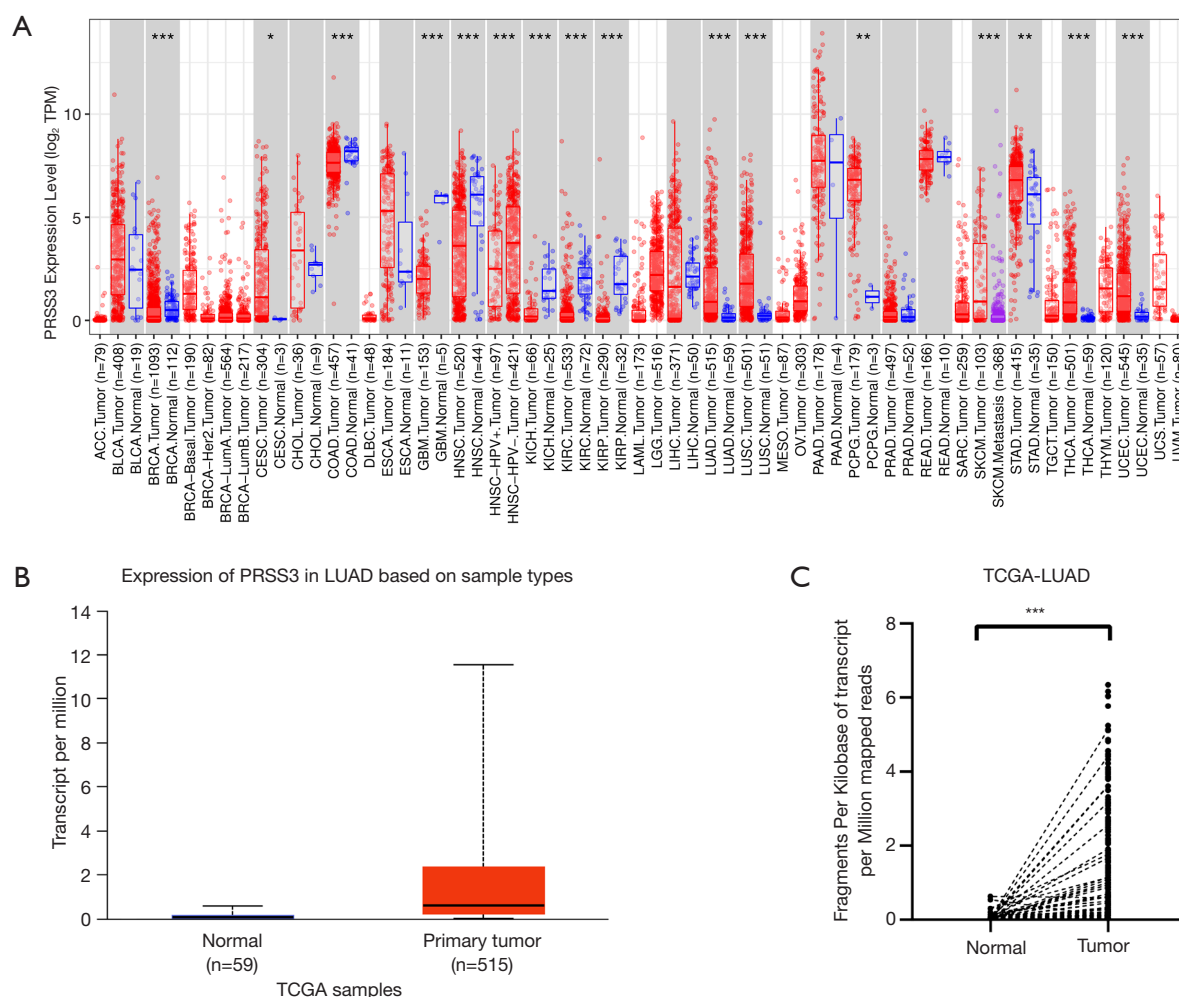 A
*** * *** *** *** *** *** *** *** *** *** ** *** ** *** ***
PRSS3 Expression Level (log₂ TPM)
10
5
0
ACC.Tumor (n=79)
BLCA.Tumor (n=408)
BLCA.Normal (n=19)
BRCA.Tumor (n=1093)
BRCA.Normal (n=112)
BRCA−Basal.Tumor (n=190)
BRCA−Her2.Tumor (n=82)
BRCA−LumA.Tumor (n=564)
BRCA−LumB.Tumor (n=217)
CESC.Tumor (n=304)
CESC.Normal (n=3)
CHOL.Tumor (n=36)
CHOL.Normal (n=9)
COAD.Tumor (n=457)
COAD.Normal (n=41)
DLBC.Tumor (n=48)
ESCA.Tumor (n=184)
ESCA.Normal (n=11)
GBM.Tumor (n=153)
GBM.Normal (n=5)
HNSC.Tumor (n=520)
HNSC.Normal (n=44)
HNSC−HPV+.Tumor (n=97)
HNSC−HPV−.Tumor (n=421)
KICH.Tumor (n=66)
KICH.Normal (n=25)
KIRC.Tumor (n=533)
KIRC.Normal (n=72)
KIRP.Tumor (n=290)
KIRP.Normal (n=32)
LAML.Tumor (n=173)
LGG.Tumor (n=516)
LIHC.Tumor (n=371)
LIHC.Normal (n=50)
LUAD.Tumor (n=515)
LUAD.Normal (n=59)
LUSC.Tumor (n=501)
LUSC.Normal (n=51)
MESO.Tumor (n=87)
OV.Tumor (n=303)
PAAD.Tumor (n=178)
PAAD.Normal (n=4)
PCPG.Tumor (n=179)
PCPG.Normal (n=3)
PRAD.Tumor (n=497)
PRAD.Normal (n=52)
READ.Tumor (n=166)
READ.Normal (n=10)
SARC.Tumor (n=259)
SKCM.Tumor (n=103)
SKCM.Metastasis (n=368)
STAD.Tumor (n=415)
STAD.Normal (n=35)
TGCT.Tumor (n=150)
THCA.Tumor (n=501)
THCA.Normal (n=59)
THYM.Tumor (n=120)
UCEC.Tumor (n=545)
UCEC.Normal (n=35)
UCS.Tumor (n=57)
UVM.Tumor (n=80)
B
Expression of PRSS3 in LUAD based on sample types
Transcript per million
14
12
10
8
6
4
2
0
Normal
(n=59)
Primary tumor
(n=515)
TCGA samples
C
TCGA-LUAD
***
Fragments Per Kilobase of transcript
per Million mapped reads
8
6
4
2
0
Normal
Tumor